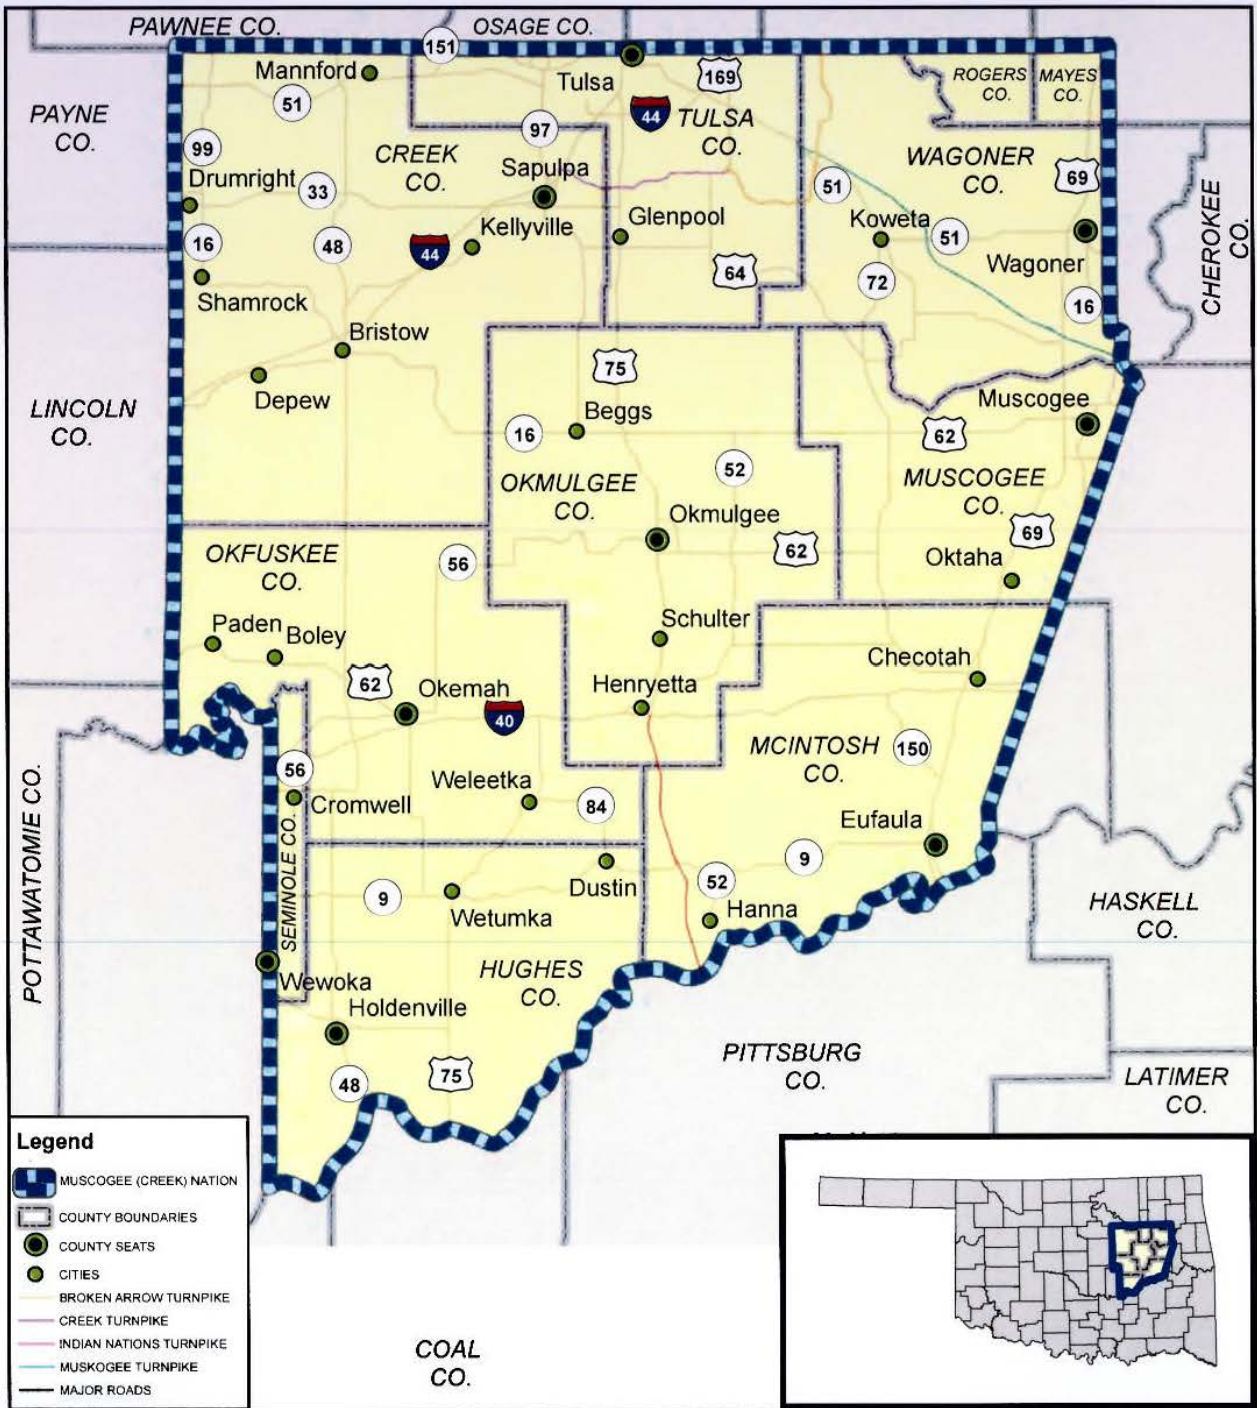 PAWNEE CO.
OSAGE CO.
151
Mannford
Tulsa
169
ROGERS
CO.
MAYES
CO.
PAYNE
CO.
51
44
TULSA
CO.
99
97
CREEK
CO.
WAGONER
CO.
Drumright
33
Sapulpa
51
69
CHEROKEE
CO.
16
48
44
Kellyville
Glenpool
Koweta
51
Wagoner
64
72
16
Shamrock
Bristow
Depew
75
LINCOLN
CO.
Beggs
16
Muscogee
62
52
OKMULGEE
CO.
MUSCOGEE
CO.
Okmulgee
69
OKFUSKEE
CO.
56
62
Oktaha
Paden
Boley
Schulter
Checotah
62
Okemah
40
Henryetta
MCINTOSH
CO.
150
56
Cromwell
Weleetka
84
Eufaula
POTTAWATOMIE CO.
SEMINOLE CO.
9
Dustin
52
9
Wetumka
Hanna
HASKELL
CO.
HUGHES
CO.
Wewoka
Holdenville
48
75
PITTSBURG
CO.
LATIMER
CO.
Legend
MUSCOGEE (CREEK) NATION
COUNTY BOUNDARIES
COUNTY SEATS
CITIES
BROKEN ARROW TURNPIKE
CREEK TURNPIKE
INDIAN NATIONS TURNPIKE
MUSKOGEE TURNPIKE
MAJOR ROADS
COAL
CO.